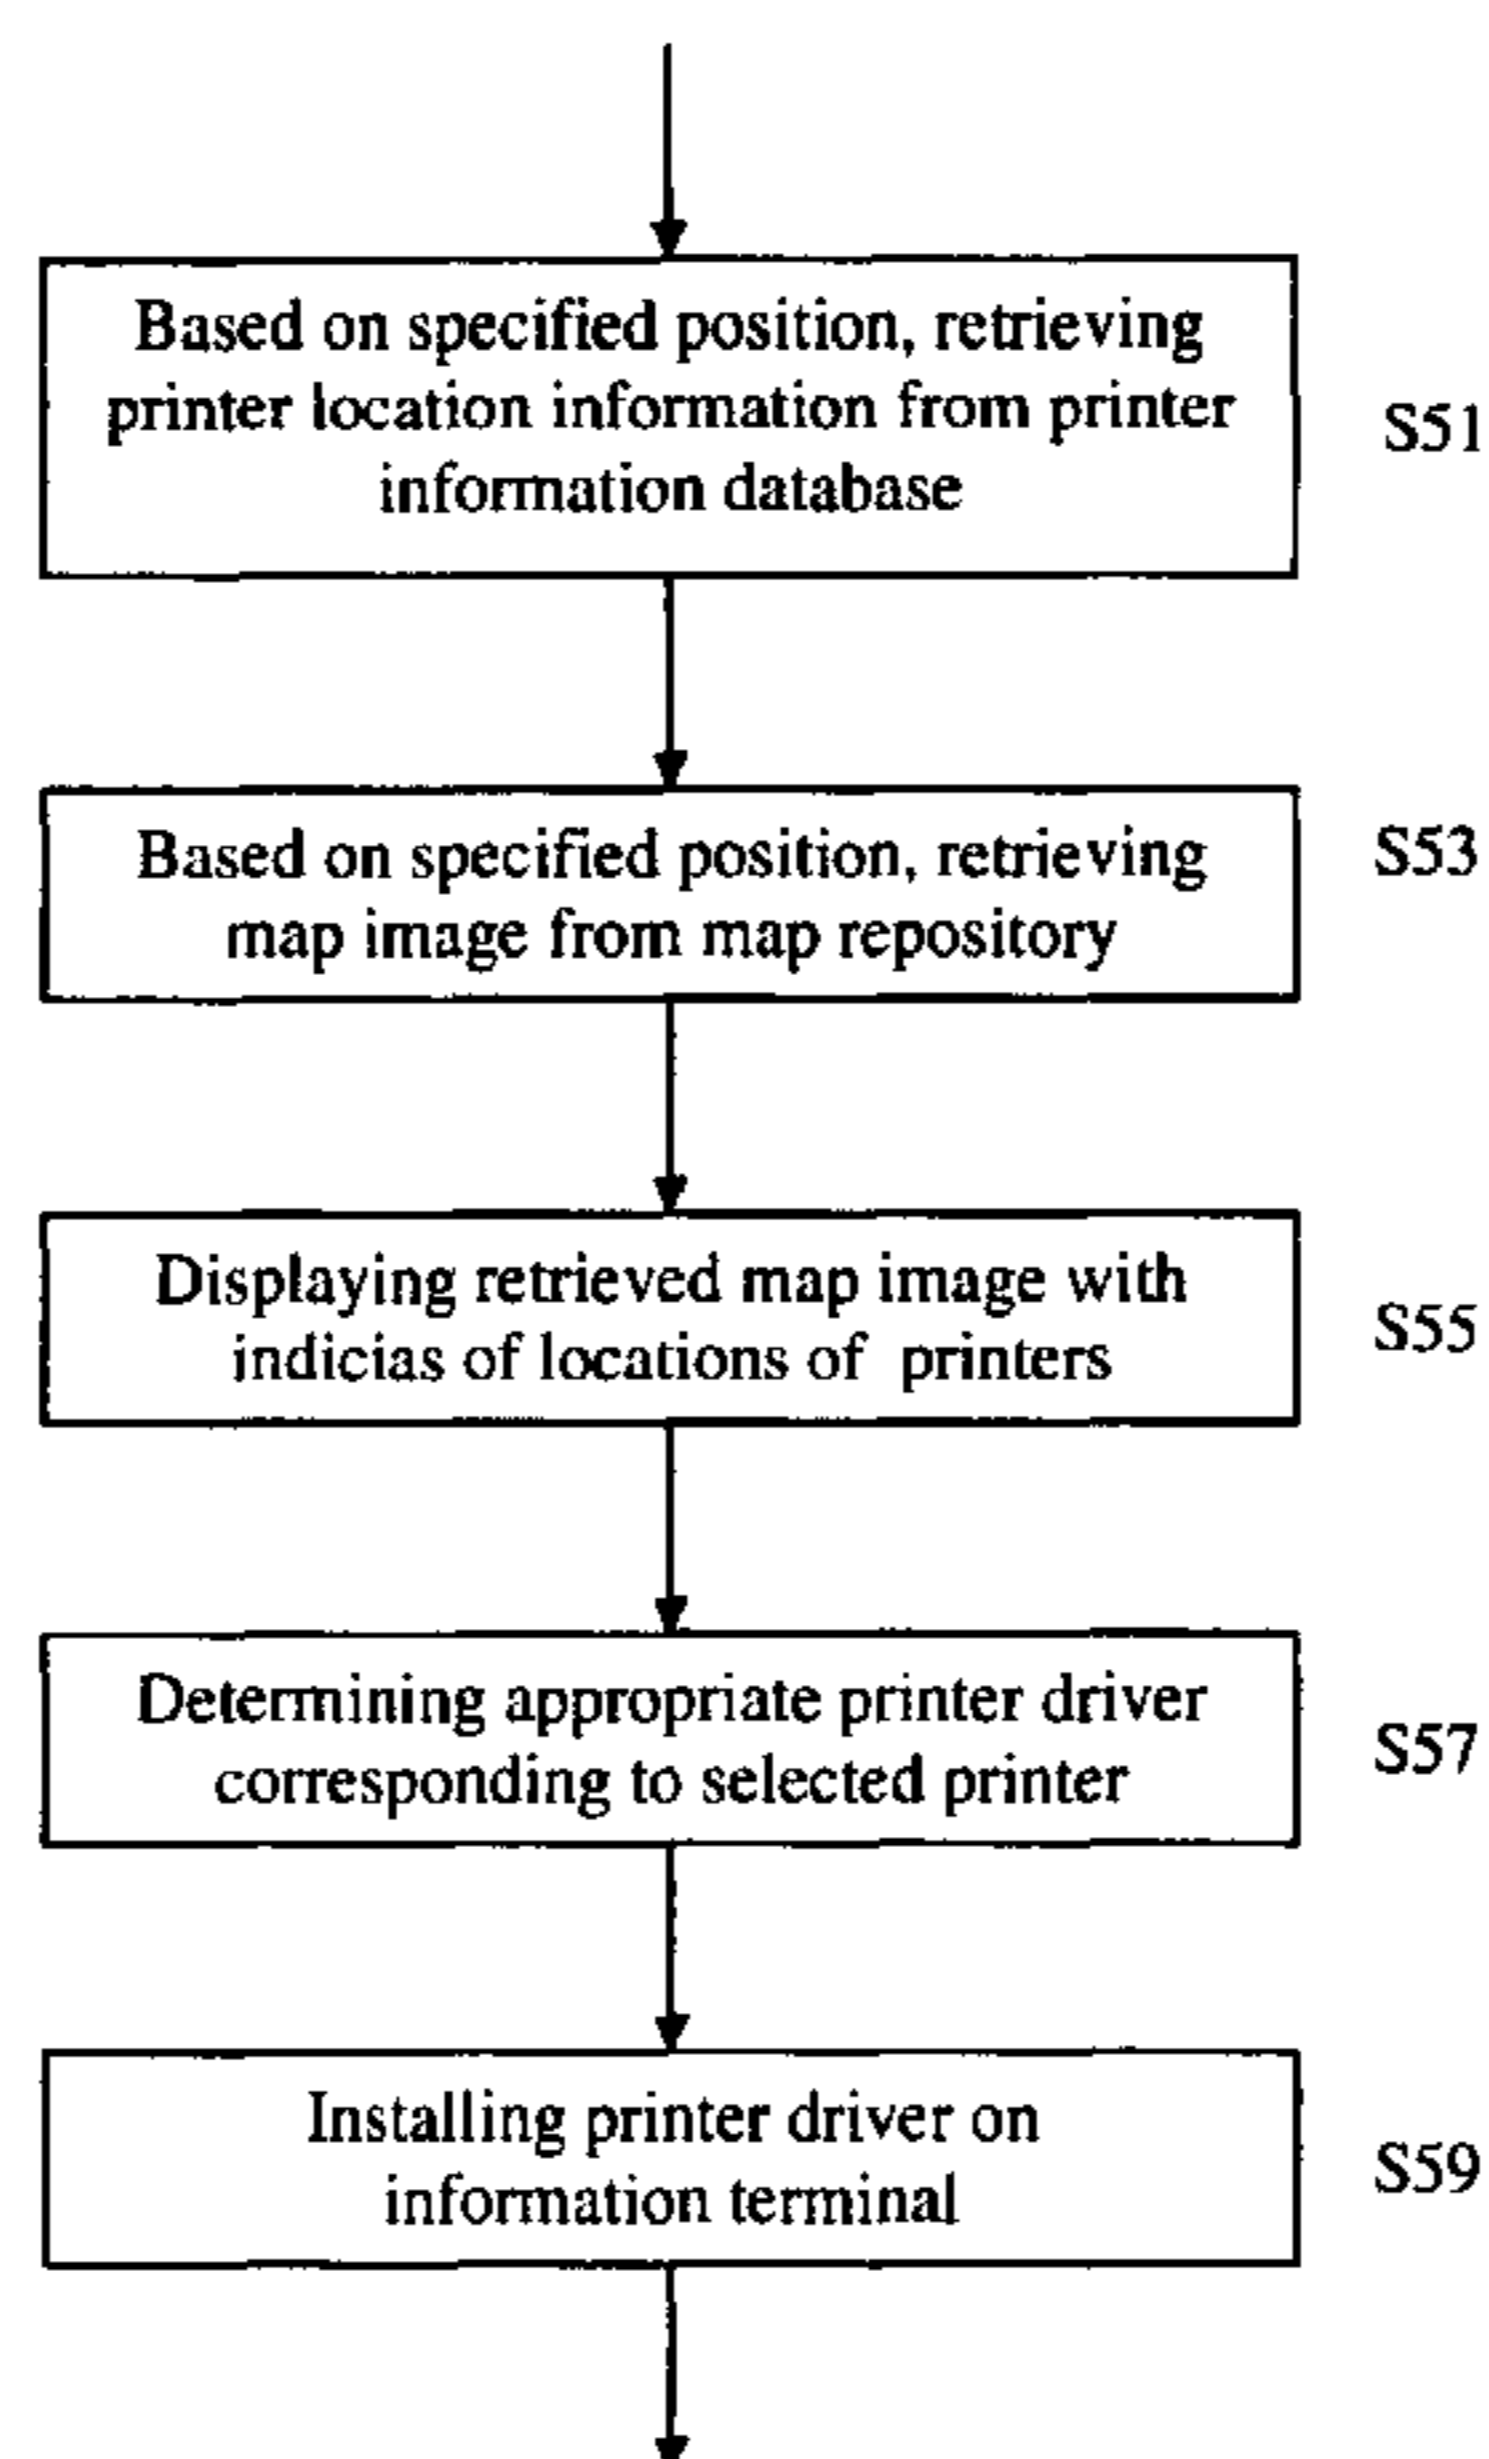 Based on specified position, retrieving
printer location information from printer
information database
S51
Based on specified position, retrieving
map image from map repository
S53
Displaying retrieved map image with
indicias of locations of printers
S55
Determining appropriate printer driver
corresponding to selected printer
S57
Installing printer driver on
information terminal
S59